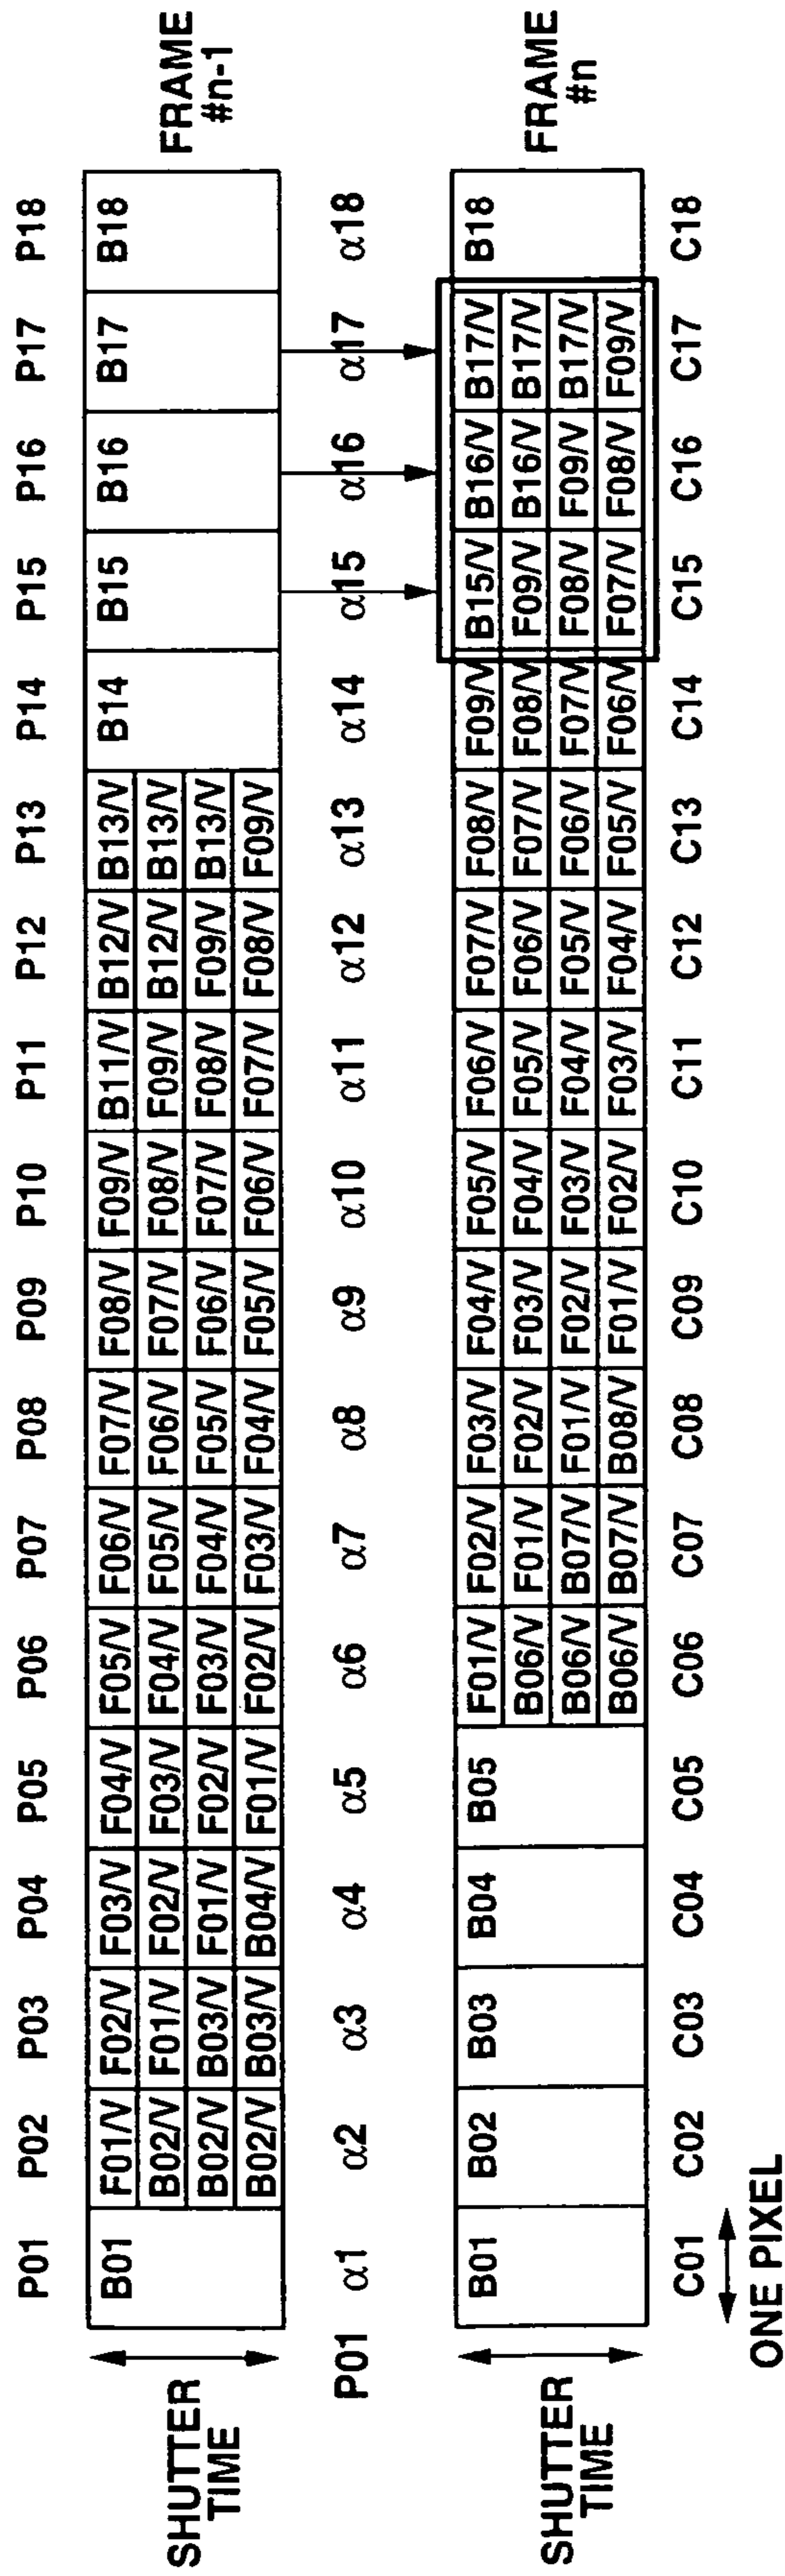 P01 P02 P03 P04 P05 P06 P07 P08 P09 P10 P11 P12 P13 P14 P15 P16 P17 P18
B01 F01/V F02/V F03/V F04/V F05/V F06/V F07/V F08/V F09/V B11/V B12/V B13/V B14 B15 B16 B17 B18
B02/V F01/V F02/V F03/V F04/V F05/V F06/V F07/V F08/V F09/V B12/V B13/V
B02/V B03/V F01/V F02/V F03/V F04/V F05/V F06/V F07/V F08/V F09/V B13/V
B02/V B03/V B04/V F01/V F02/V F03/V F04/V F05/V F06/V F07/V F08/V F09/V
SHUTTER
TIME
FRAME
#n-1
P01 α1 α2 α3 α4 α5 α6 α7 α8 α9 α10 α11 α12 α13 α14 α15 α16 α17 α18
B01 B02 B03 B04 B05 F01/V F02/V F03/V F04/V F05/V F06/V F07/V F08/V F09/V B15/V B16/V B17/V B18
B06/V F01/V F02/V F03/V F04/V F05/V F06/V F07/V F08/V F09/V B16/V B17/V
B06/V B07/V F01/V F02/V F03/V F04/V F05/V F06/V F07/V F08/V F09/V B17/V
B06/V B07/V B08/V F01/V F02/V F03/V F04/V F05/V F06/V F07/V F08/V F09/V
SHUTTER
TIME
FRAME
#n
C01 C02 C03 C04 C05 C06 C07 C08 C09 C10 C11 C12 C13 C14 C15 C16 C17 C18
ONE PIXEL